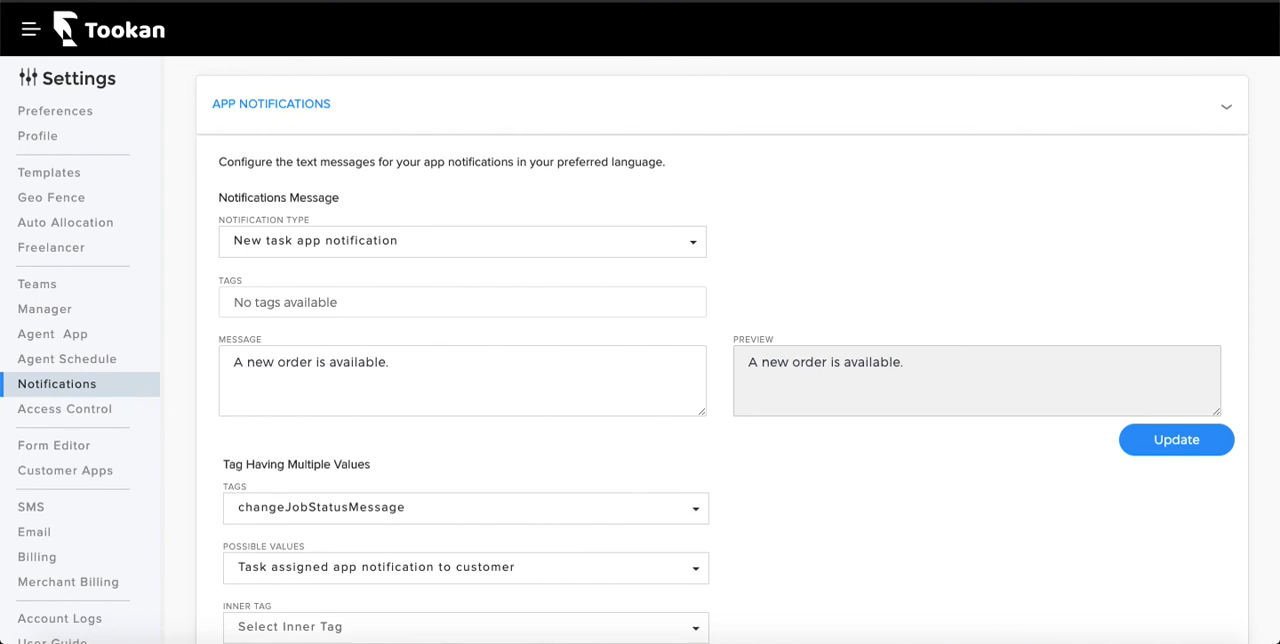 Tookan
Settings
Preferences
Profile
Templates
Geo Fence
Auto Allocation
Freelancer
Teams
Manager
Agent App
Agent Schedule
Notifications
Access Control
Form Editor
Customer Apps
SMS
Email
Billing
Merchant Billing
Account Logs
User Guide
APP NOTIFICATIONS
Configure the text messages for your app notifications in your preferred language.
Notifications Message
NOTIFICATION TYPE
New task app notification
TAGS
No tags available
MESSAGE
A new order is available.
PREVIEW
A new order is available.
Update
Tag Having Multiple Values
TAGS
changeJobStatusMessage
POSSIBLE VALUES
Task assigned app notification to customer
INNER TAG
Select Inner Tag